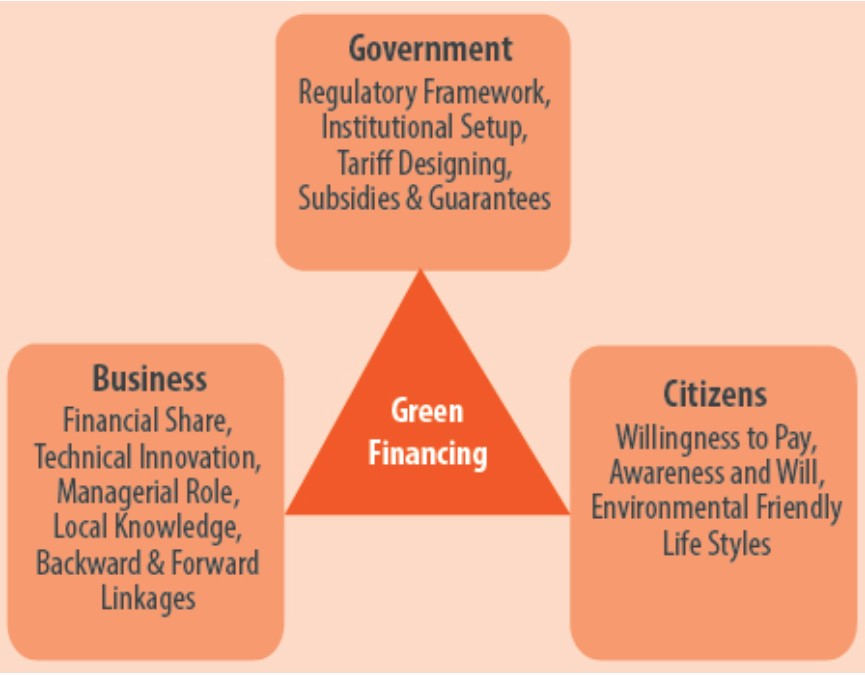 Government
Regulatory Framework,
Institutional Setup,
Tariff Designing,
Subsidies & Guarantees
Business
Financial Share,
Technical Innovation,
Managerial Role,
Local Knowledge,
Backward & Forward
Linkages
Green
Financing
Citizens
Willingness to Pay,
Awareness and Will,
Environmental Friendly
Life Styles